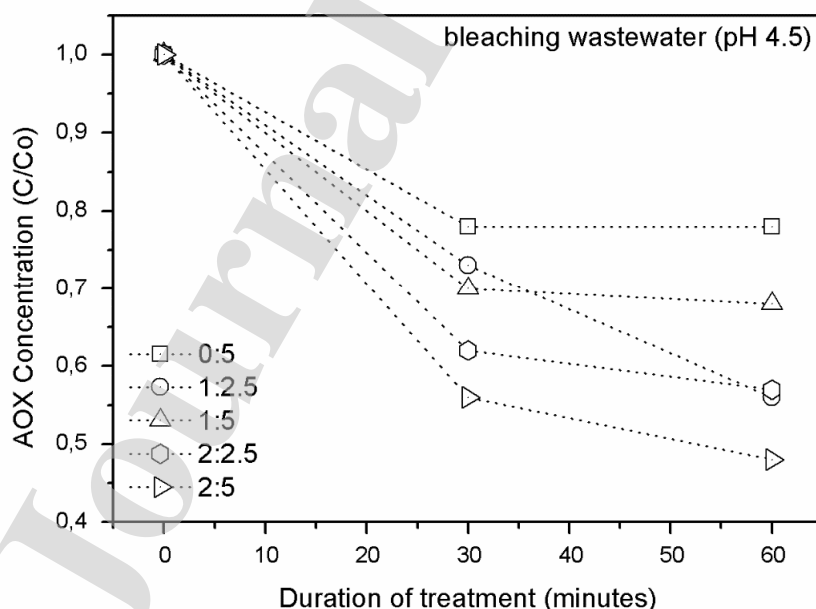 bleaching wastewater (pH 4.5)
AOX Concentration (C/Co)
1,0
0,9
0,8
0,7
0,6
0,5
0,4
0:5
1:2.5
1:5
2:2.5
2:5
0 10 20 30 40 50 60
Duration of treatment (minutes)
Journal